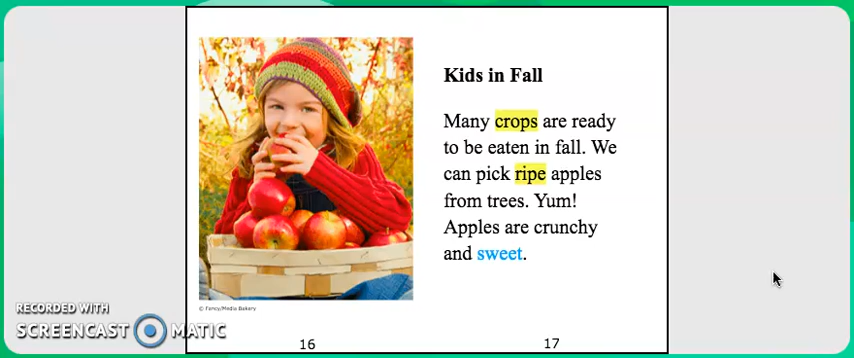 Kids in Fall
Many crops are ready
to be eaten in fall. We
can pick ripe apples
from trees. Yum!
Apples are crunchy
and sweet.
© Fancy/Media Bakery
16
17
RECORDED WITH
SCREENCAST MATIC